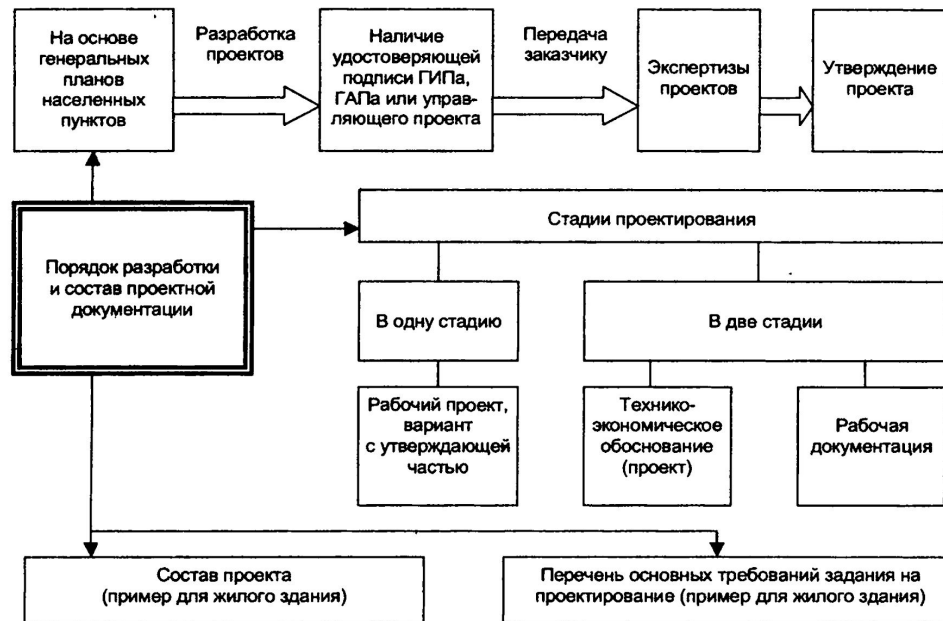 На основе
генеральных
планов
населенных
пунктов
Разработка
проектов
Наличие
удостоверяющей
подписи ГИПа,
ГАПа или управ-
ляющего проекта
Передача
заказчику
Экспертизы
проектов
Утверждение
проекта
Порядок разработки
и состав проектной
документации
Стадии проектирования
В одну стадию
В две стадии
Рабочий проект,
вариант
с утверждающей
частью
Технико-
экономическое
обоснование
(проект)
Рабочая
документация
Состав проекта
(пример для жилого здания)
Перечень основных требований задания на
проектирование (пример для жилого здания)